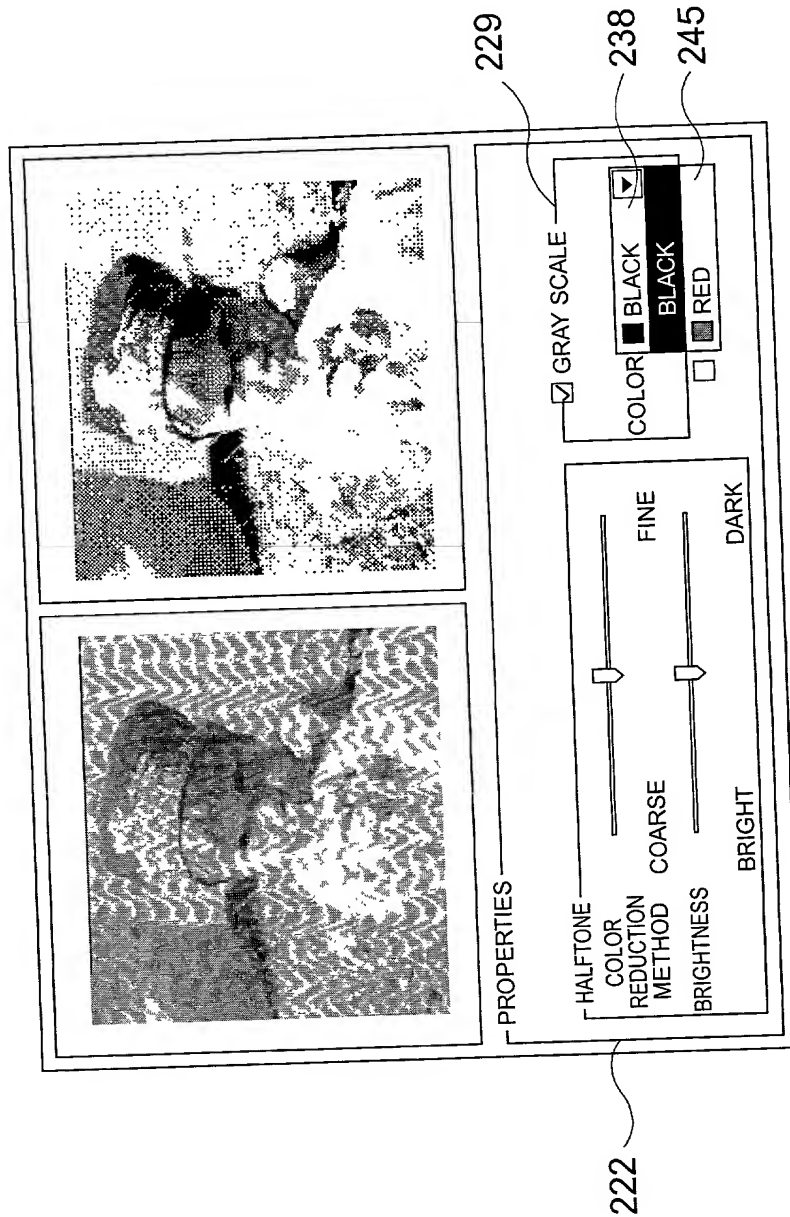 PROPERTIES
HALFTONE
COLOR
REDUCTION
METHOD
COARSE
FINE
BRIGHTNESS
BRIGHT
DARK
GRAY SCALE
COLOR
BLACK
BLACK
RED
222
229
238
245